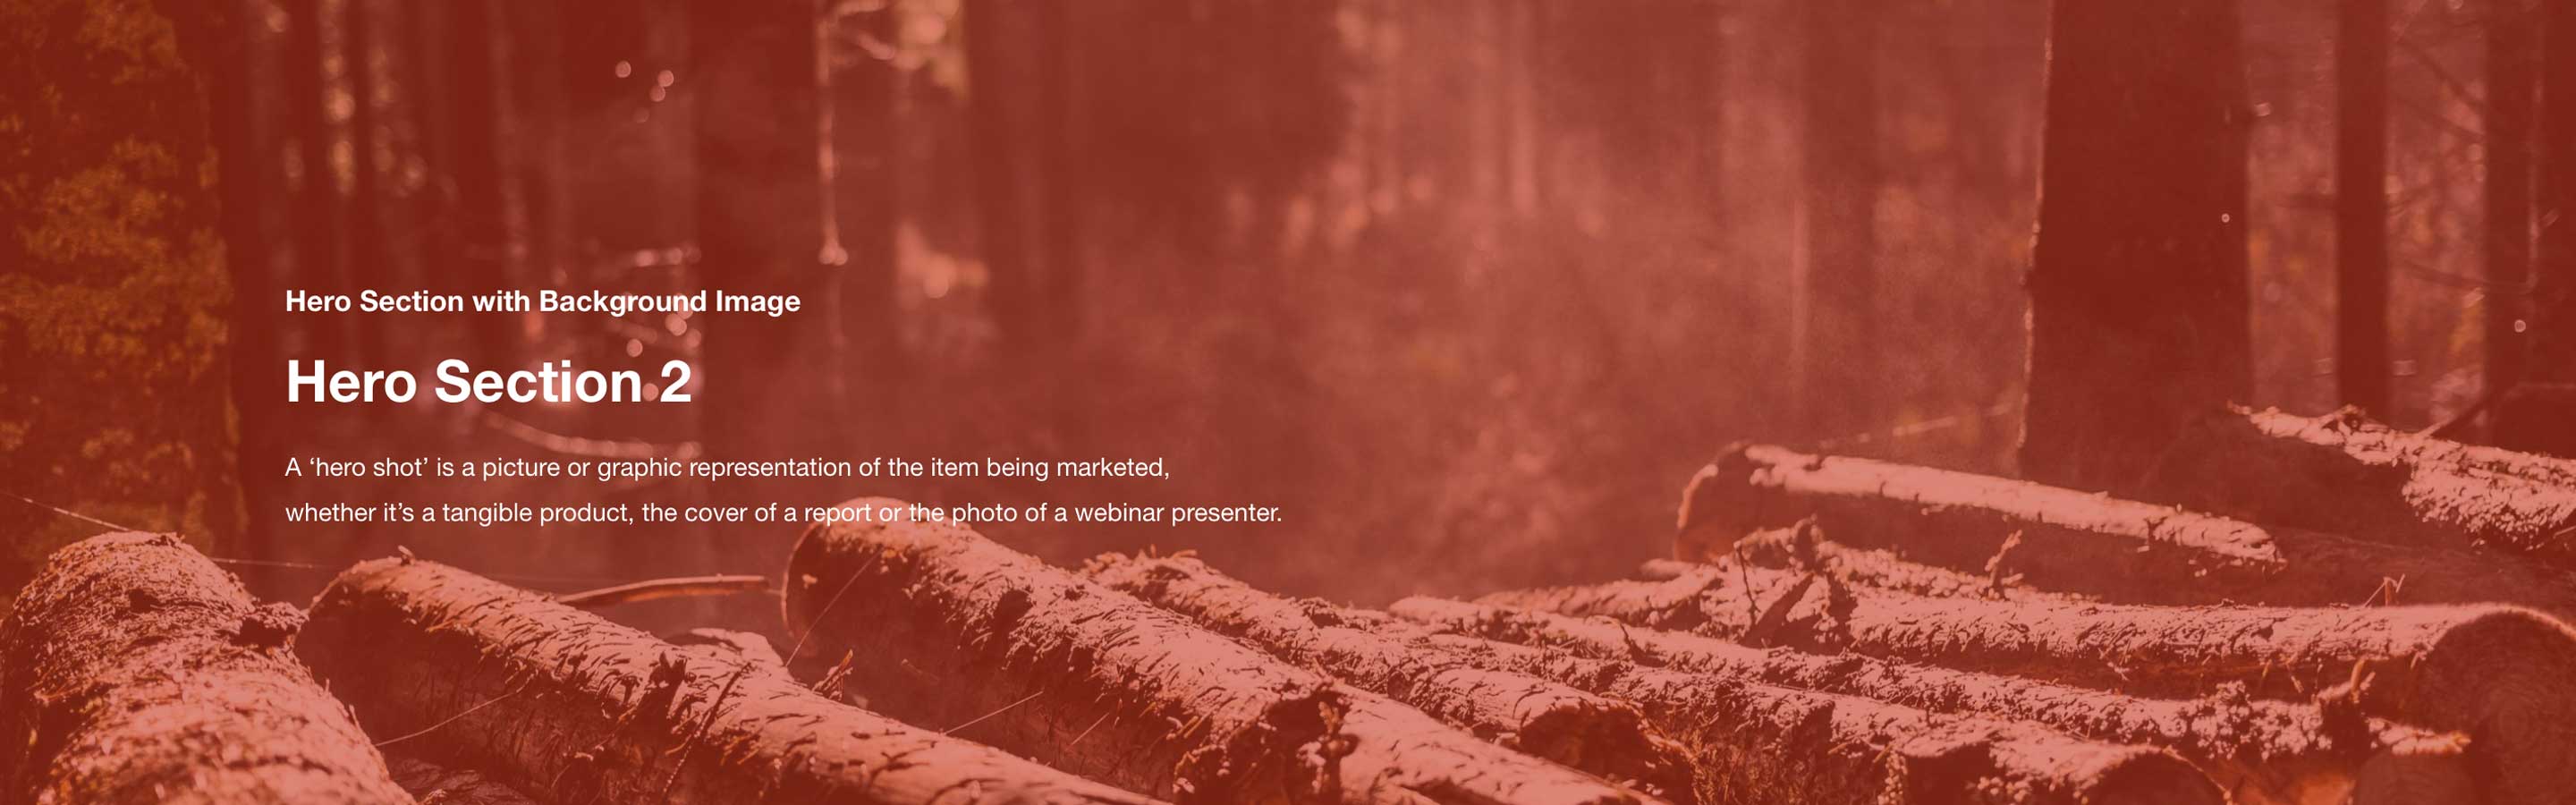 Hero Section with Background Image
Hero Section 2
A ‘hero shot’ is a picture or graphic representation of the item being marketed,
whether it’s a tangible product, the cover of a report or the photo of a webinar presenter.